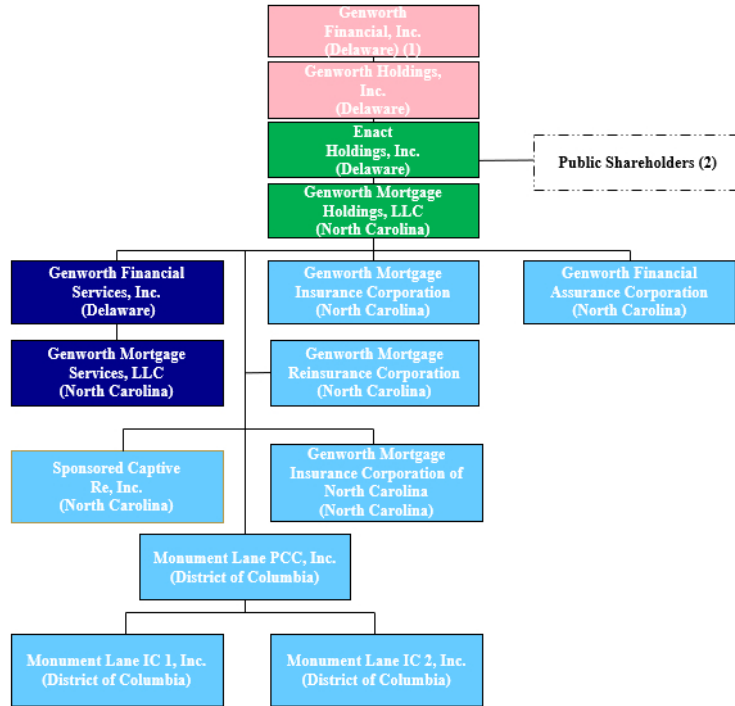 Genworth
Financial, Inc.
(Delaware) (1)
Genworth Holdings,
Inc.
(Delaware)
Enact
Holdings, Inc.
(Delaware)
Public Shareholders (2)
Genworth Mortgage
Holdings, LLC
(North Carolina)
Genworth Financial
Services, Inc.
(Delaware)
Genworth Mortgage
Insurance Corporation
(North Carolina)
Genworth Financial
Assurance Corporation
(North Carolina)
Genworth Mortgage
Services, LLC
(North Carolina)
Genworth Mortgage
Reinsurance Corporation
(North Carolina)
Sponsored Captive
Re, Inc.
(North Carolina)
Genworth Mortgage
Insurance Corporation of
North Carolina
(North Carolina)
Monument Lane PCC, Inc.
(District of Columbia)
Monument Lane IC 1, Inc.
(District of Columbia)
Monument Lane IC 2, Inc.
(District of Columbia)